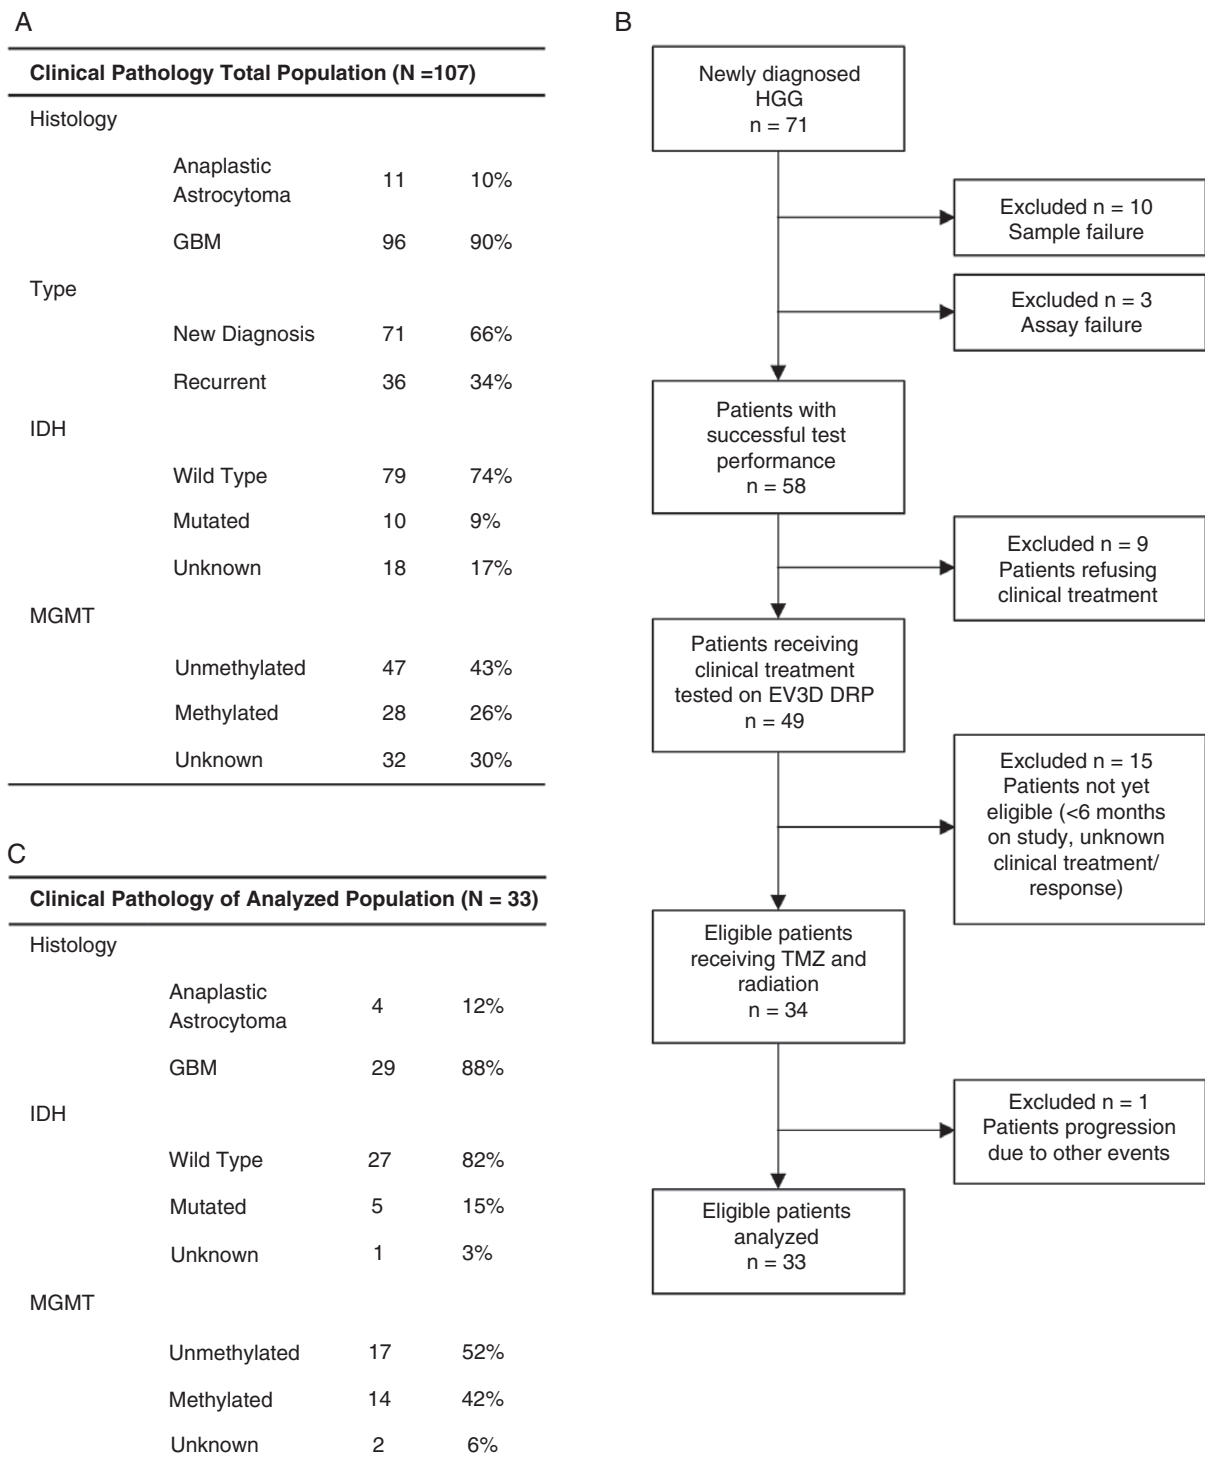 A
Clinical Pathology Total Population (N =107)
Histology
Anaplastic
Astrocytoma 11 10%
GBM 96 90%
Type
New Diagnosis 71 66%
Recurrent 36 34%
IDH
Wild Type 79 74%
Mutated 10 9%
Unknown 18 17%
MGMT
Unmethylated 47 43%
Methylated 28 26%
Unknown 32 30%
B
Newly diagnosed
HGG
n = 71
Excluded n = 10
Sample failure
Excluded n = 3
Assay failure
Patients with
successful test
performance
n = 58
Excluded n = 9
Patients refusing
clinical treatment
Patients receiving
clinical treatment
tested on EV3D DRP
n = 49
Excluded n = 15
Patients not yet
eligible (<6 months
on study, unknown
clinical treatment/
response)
Eligible patients
receiving TMZ and
radiation
n = 34
Excluded n = 1
Patients progression
due to other events
Eligible patients
analyzed
n = 33
C
Clinical Pathology of Analyzed Population (N = 33)
Histology
Anaplastic
Astrocytoma 4 12%
GBM 29 88%
IDH
Wild Type 27 82%
Mutated 5 15%
Unknown 1 3%
MGMT
Unmethylated 17 52%
Methylated 14 42%
Unknown 2 6%